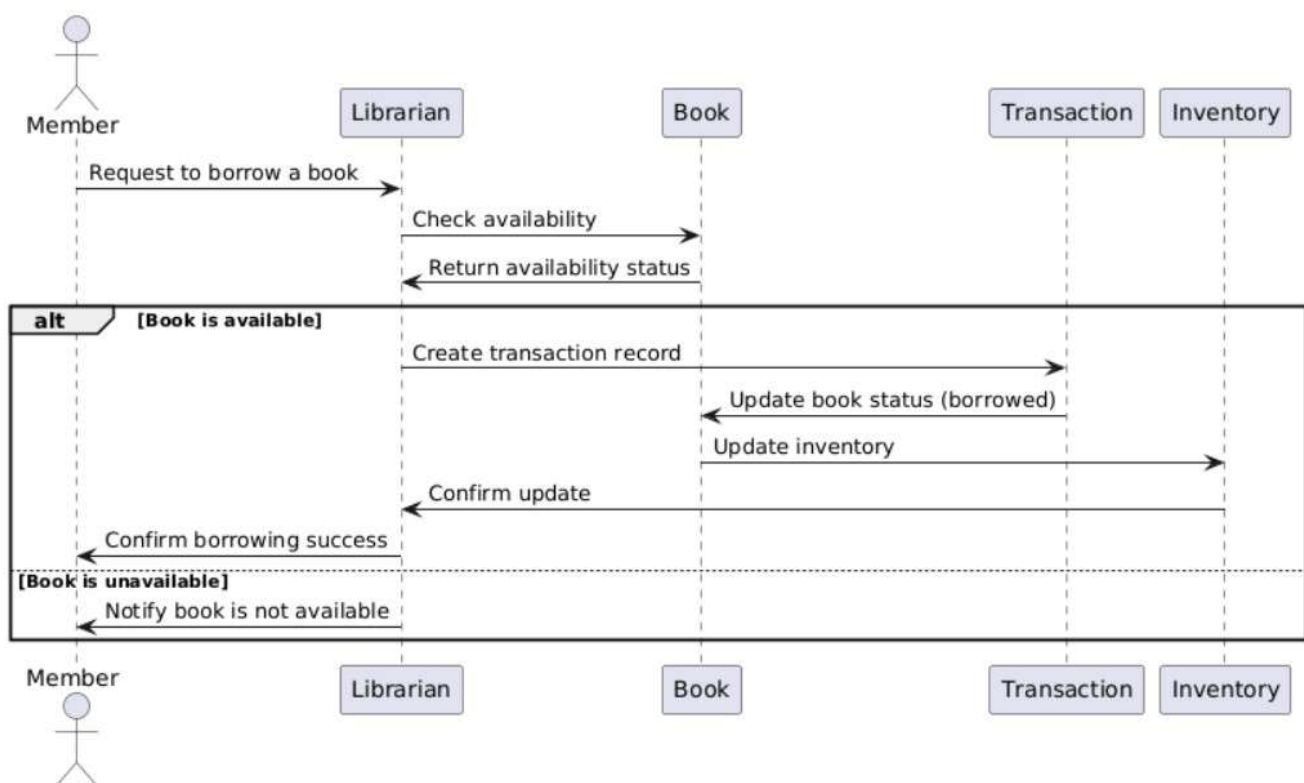 Member
Librarian
Book
Transaction
Inventory
Request to borrow a book
Check availability
Return availability status
alt
[Book is available]
Create transaction record
Update book status (borrowed)
Update inventory
Confirm update
Confirm borrowing success
[Book is unavailable]
Notify book is not available
Member
Librarian
Book
Transaction
Inventory